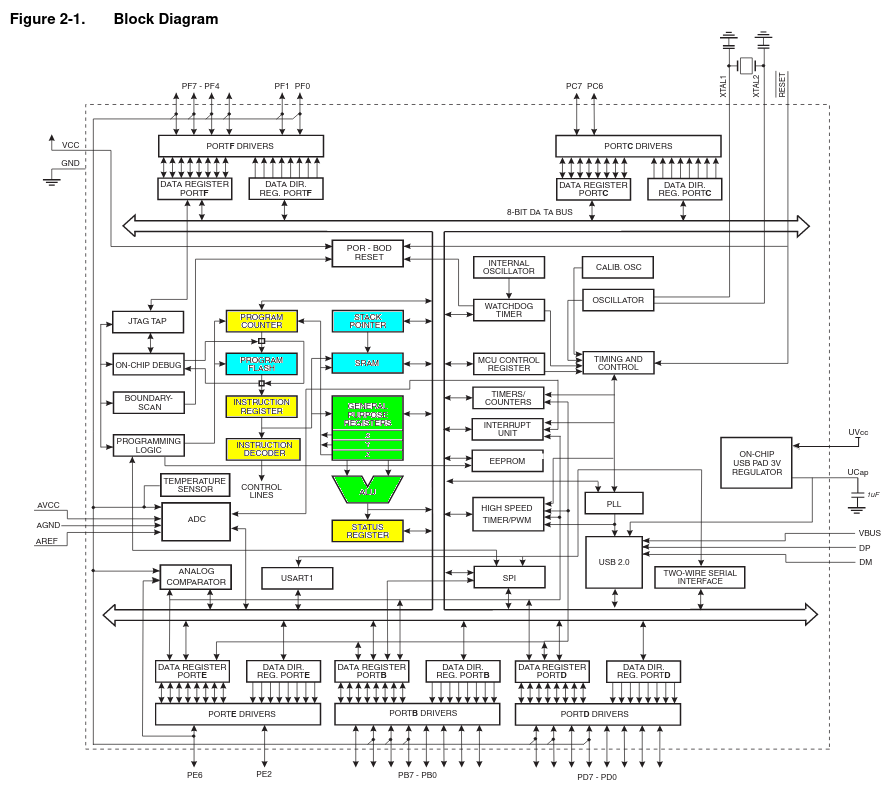 Figure 2-1. Block Diagram
XTAL1
XTAL2
RESET
PF7 - PF4
PF1
PF0
PC7
PC6
VCC
GND
PORTF DRIVERS
PORTC DRIVERS
DATA REGISTER
PORTF
DATA DIR.
REG. PORTF
DATA REGISTER
PORTC
DATA DIR.
REG. PORTC
8-BIT DA TA BUS
POR - BOD
RESET
INTERNAL
OSCILLATOR
CALIB. OSC
OSCILLATOR
WATCHDOG
TIMER
JTAG TAP
PROGRAM
COUNTER
STACK
POINTER
ON-CHIP DEBUG
PROGRAM
FLASH
SRAM
MCU CONTROL
REGISTER
TIMING AND
CONTROL
BOUNDARY-
SCAN
INSTRUCTION
REGISTER
GENERAL
PURPOSE
REGISTERS
TIMERS/
COUNTERS
PROGRAMMING
LOGIC
INSTRUCTION
DECODER
INTERRUPT
UNIT
ON-CHIP
USB PAD 3V
REGULATOR
UVcc
EEPROM
UCap
1uF
TEMPERATURE
SENSOR
CONTROL
LINES
ALU
PLL
HIGH SPEED
TIMER/PWM
AVCC
AGND
AREF
ADC
STATUS
REGISTER
VBUS
DP
DM
USB 2.0
ANALOG
COMPARATOR
USART1
SPI
TWO-WIRE SERIAL
INTERFACE
DATA REGISTER
PORTE
DATA DIR.
REG. PORTE
DATA REGISTER
PORTB
DATA DIR.
REG. PORTB
DATA REGISTER
PORTD
DATA DIR.
REG. PORTD
PORTE DRIVERS
PORTB DRIVERS
PORTD DRIVERS
PE6
PE2
PB7 - PB0
PD7 - PD0